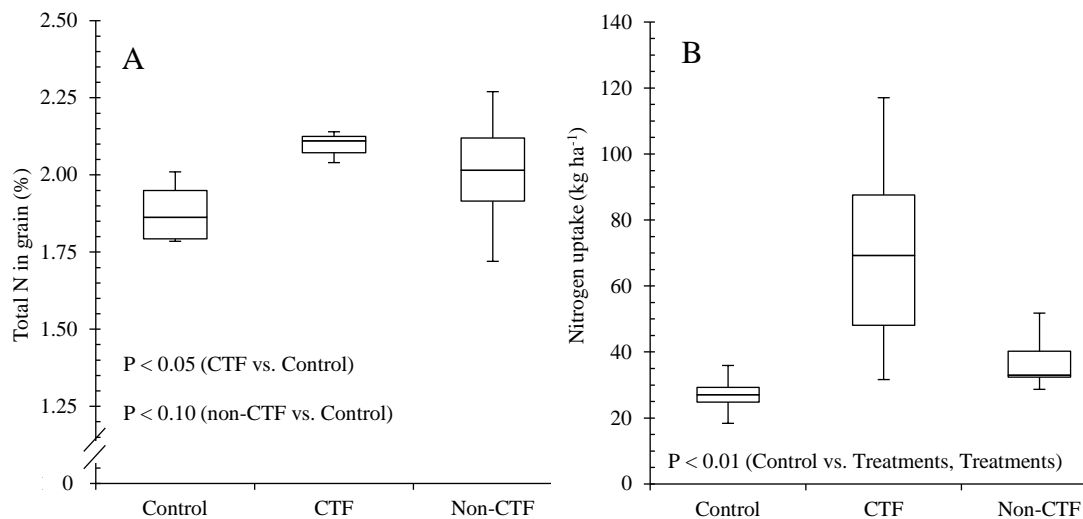 A
Total N in grain (%)
2.50
2.25
2.00
1.75
1.50
1.25
0
P < 0.05 (CTF vs. Control)
P < 0.10 (non-CTF vs. Control)
Control CTF Non-CTF
B
Nitrogen uptake (kg ha⁻¹)
140
120
100
80
60
40
20
0
P < 0.01 (Control vs. Treatments, Treatments)
Control CTF Non-CTF